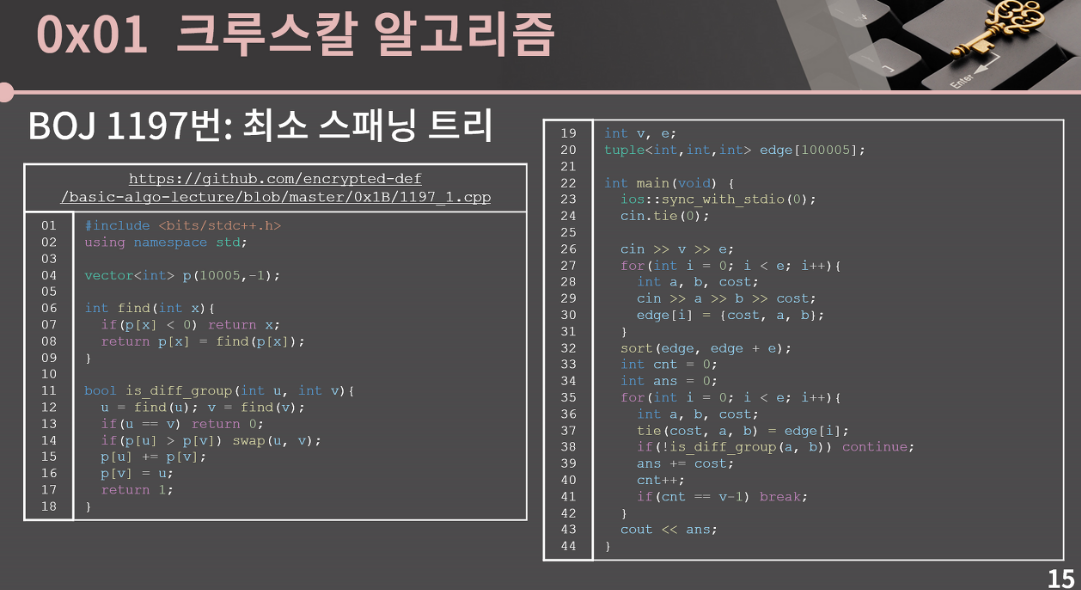 0x01 크루스칼 알고리즘
Enter
BOJ 1197번: 최소 스패닝 트리
https://github.com/encrypted-def
/basic-algo-lecture/blob/master/0x1B/1197_1.cpp
01 #include <bits/stdc++.h>
02 using namespace std;
03
04 vector<int> p(10005,-1);
05
06 int find(int x){
07 if(p[x] < 0) return x;
08 return p[x] = find(p[x]);
09 }
10
11 bool is_diff_group(int u, int v){
12 u = find(u); v = find(v);
13 if(u == v) return 0;
14 if(p[u] > p[v]) swap(u, v);
15 p[u] += p[v];
16 p[v] = u;
17 return 1;
18 }
19 int v, e;
20 tuple<int,int,int> edge[100005];
21
22 int main(void) {
23 ios::sync_with_stdio(0);
24 cin.tie(0);
25
26 cin >> v >> e;
27 for(int i = 0; i < e; i++){
28 int a, b, cost;
29 cin >> a >> b >> cost;
30 edge[i] = {cost, a, b};
31 }
32 sort(edge, edge + e);
33 int cnt = 0;
34 int ans = 0;
35 for(int i = 0; i < e; i++){
36 int a, b, cost;
37 tie(cost, a, b) = edge[i];
38 if(!is_diff_group(a, b)) continue;
39 ans += cost;
40 cnt++;
41 if(cnt == v-1) break;
42 }
43 cout << ans;
44 }
15